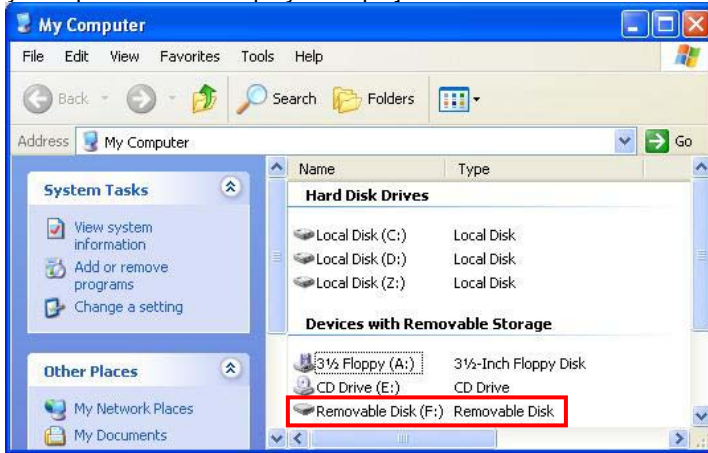 My Computer
File Edit View Favorites Tools Help
Back Search Folders
Address My Computer Go
System Tasks
View system
information
Add or remove
programs
Change a setting
Other Places
My Network Places
My Documents
Name Type
Hard Disk Drives
Local Disk (C:) Local Disk
Local Disk (D:) Local Disk
Local Disk (Z:) Local Disk
Devices with Removable Storage
3½ Floppy (A:) 3½-Inch Floppy Disk
CD Drive (E:) CD Drive
Removable Disk (F:) Removable Disk